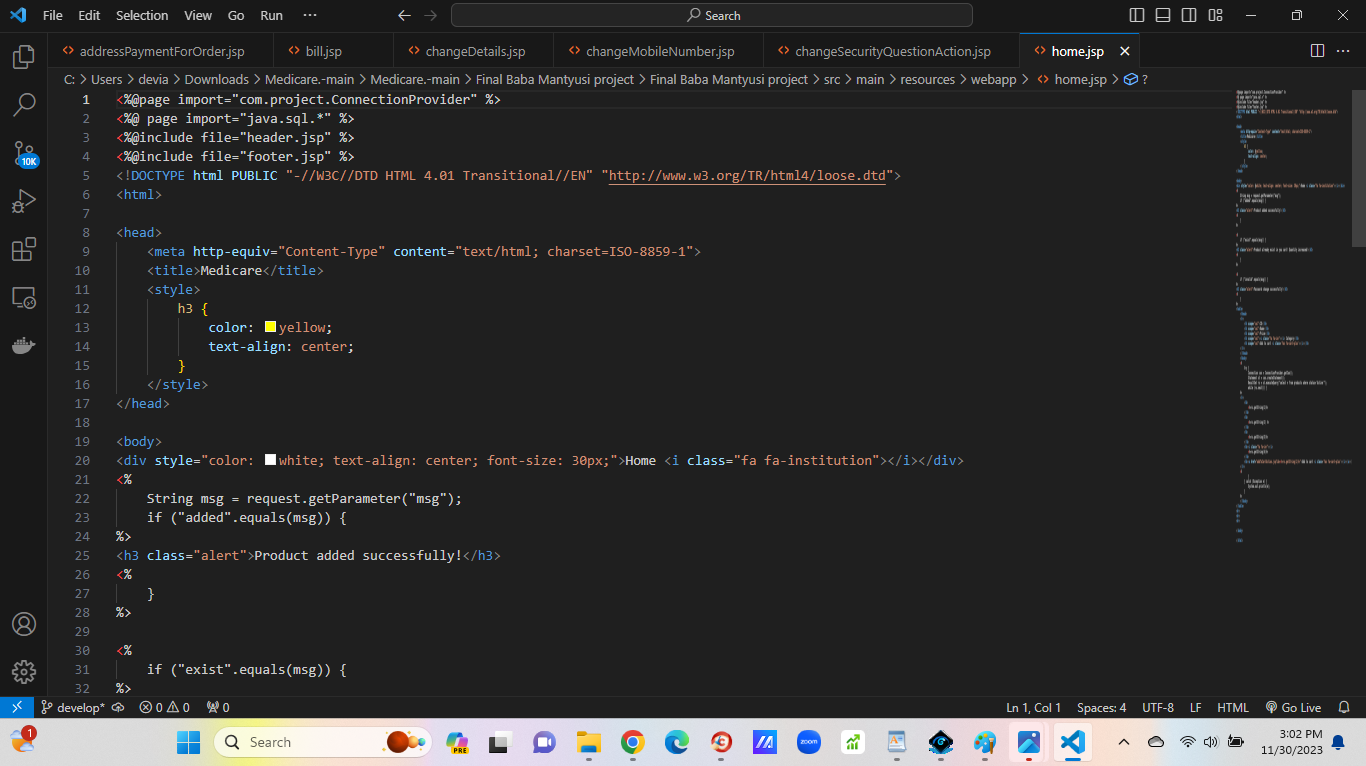 File Edit Selection View Go Run ··· Search
addressPaymentForOrder.jsp bill.jsp changeDetails.jsp changeMobileNumber.jsp changeSecurityQuestionAction.jsp home.jsp
C: > Users > devia > Downloads > Medicare.-main > Medicare.-main > Final Baba Mantyusi project > Final Baba Mantyusi project > src > main > resources > webapp > home.jsp > ?
1 <%@page import="com.project.ConnectionProvider" %>
2 <%@ page import="java.sql.*" %>
3 <%@include file="header.jsp" %>
4 <%@include file="footer.jsp" %>
5 <!DOCTYPE html PUBLIC "-//W3C//DTD HTML 4.01 Transitional//EN" "http://www.w3.org/TR/html4/loose.dtd">
6 <html>
7
8 <head>
9     <meta http-equiv="Content-Type" content="text/html; charset=ISO-8859-1">
10     <title>Medicare</title>
11     <style>
12         h3 {
13             color: yellow;
14             text-align: center;
15         }
16     </style>
17 </head>
18
19 <body>
20 <div style="color: white; text-align: center; font-size: 30px;">Home <i class="fa fa-institution"></i></div>
21 <%
22     String msg = request.getParameter("msg");
23     if ("added".equals(msg)) {
24 %>
25 <h3 class="alert">Product added successfully!</h3>
26 <%
27     }
28 %>
29
30 <%
31     if ("exist".equals(msg)) {
32 %>
10K
develop* 0 0 0 Ln 1, Col 1 Spaces: 4 UTF-8 LF HTML Go Live
1 Search PRE zoom 3:02 PM
11/30/2023